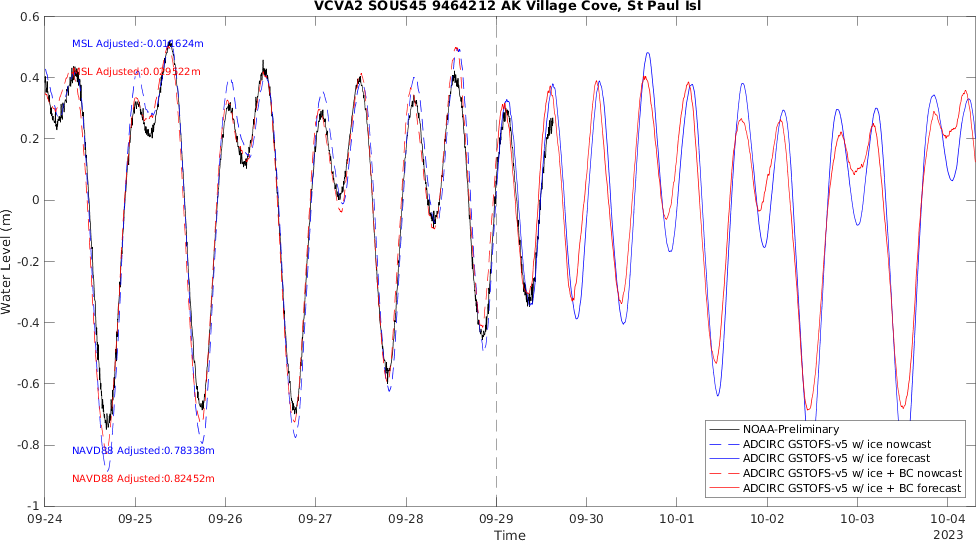 VCVA2 SOUS45 9464212 AK Village Cove, St Paul Isl
0.6
MSL Adjusted:-0.011624m
MSL Adjusted:0.029522m
0.4
0.2
0
-0.2
-0.4
-0.6
-0.8
-1
Water Level (m)
NAVD88 Adjusted:0.78338m
NAVD88 Adjusted:0.82452m
NOAA-Preliminary
ADCIRC GSTOFS-v5 w/ ice nowcast
ADCIRC GSTOFS-v5 w/ ice forecast
ADCIRC GSTOFS-v5 w/ ice + BC nowcast
ADCIRC GSTOFS-v5 w/ ice + BC forecast
09-24 09-25 09-26 09-27 09-28 09-29 09-30 10-01 10-02 10-03 10-04
Time
2023